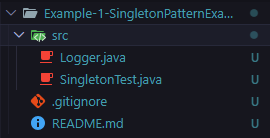 Example-1-SingletonPatternExa...
src
Logger.java U
SingletonTest.java U
.gitignore U
README.md U